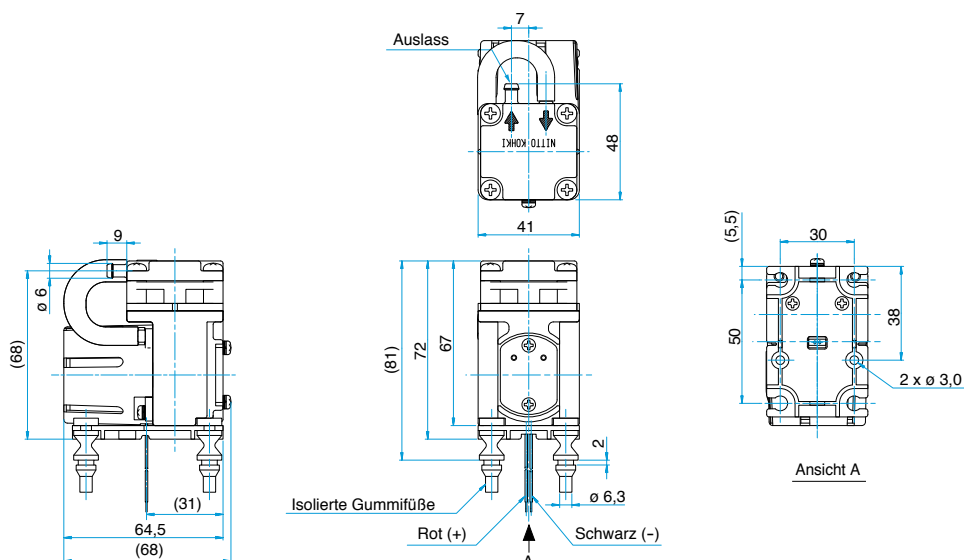 7
Auslass
NITTO KOHKI
48
41
9
ø 6
(68)
(31)
64,5
(68)
(81)
72
67
2
Isolierte Gummifüße
ø 6,3
Rot (+)
Schwarz (-)
A
(5,5)
30
50
38
2 x ø 3,0
Ansicht A